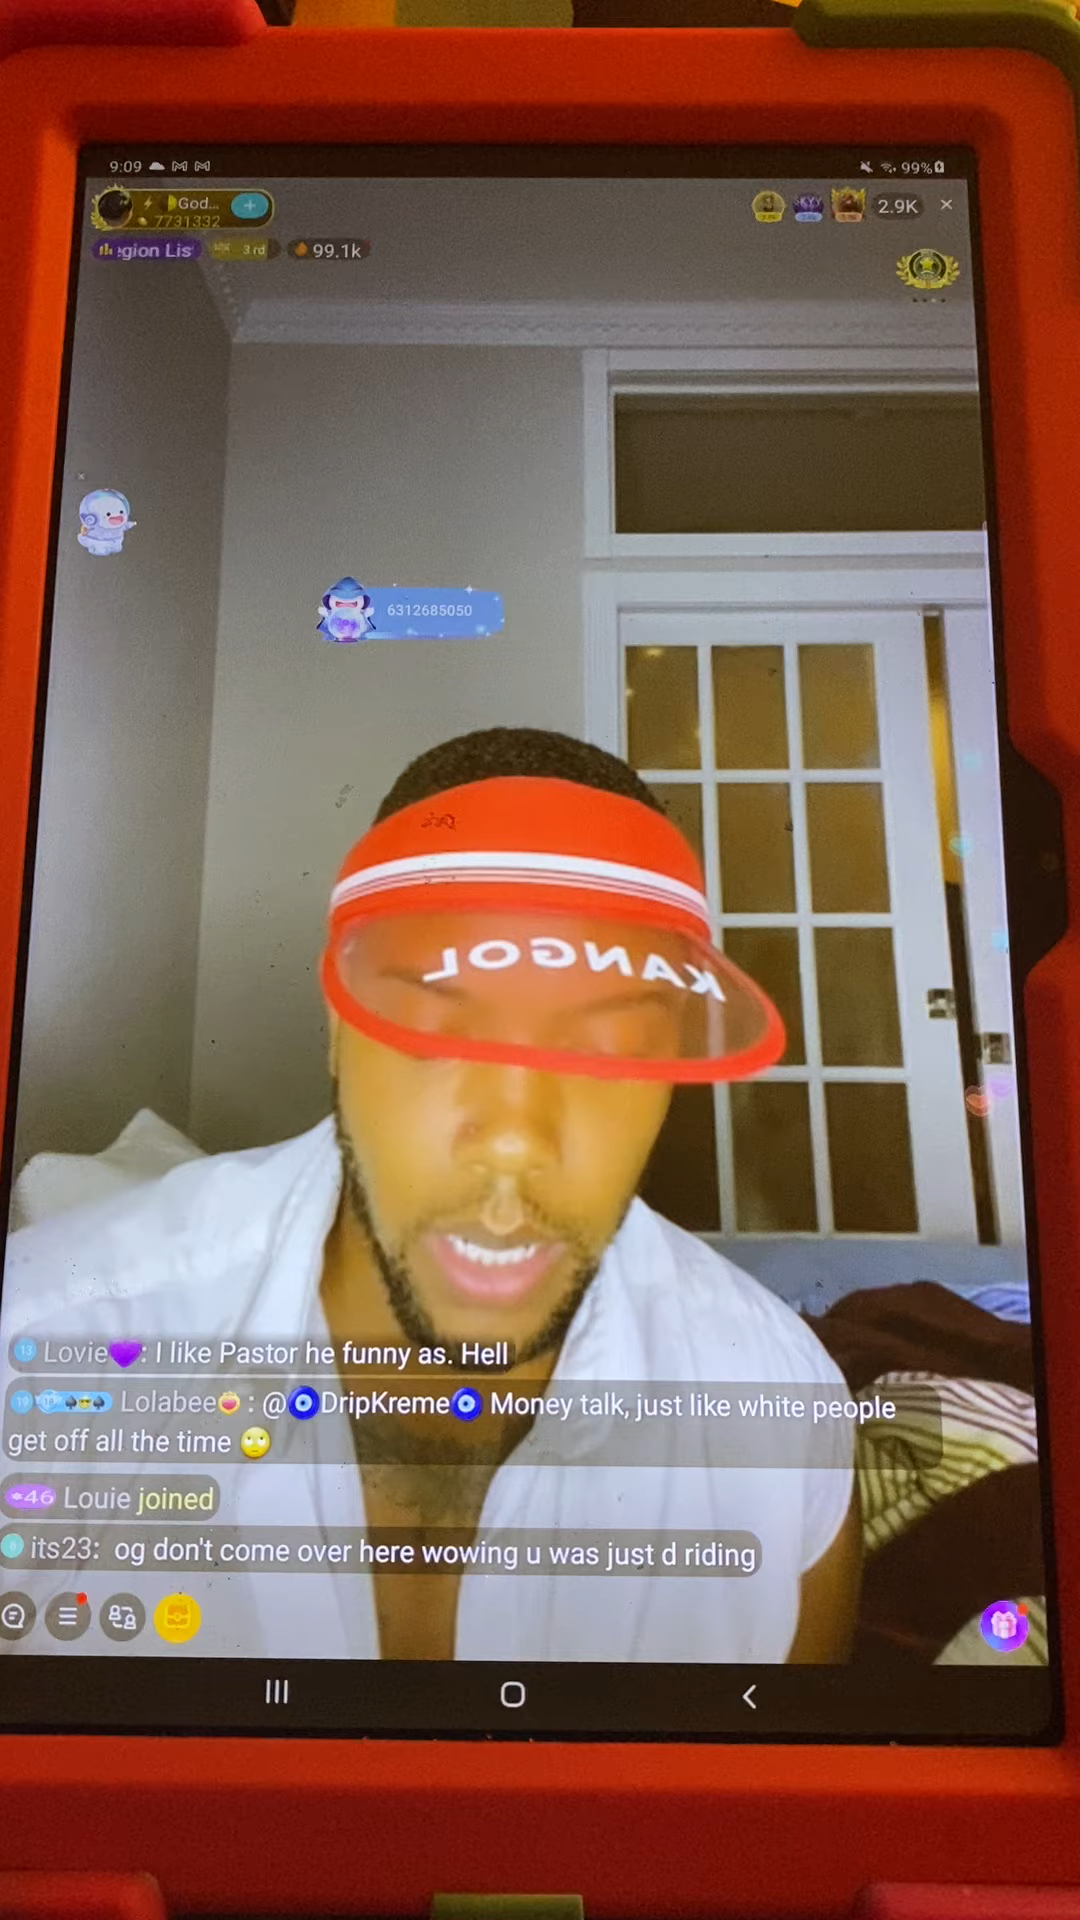 9:09
99%
God...
7731332
2.9K
gion Lis
3 rd
99.1k
6312685050
KANGOL
13 Lovie💜: I like Pastor he funny as. Hell
19 Lolabee : @🧿DripKreme🧿 Money talk, just like white people
get off all the time 🙄
46 Louie joined
its23: og don't come over here wowing u was just d riding